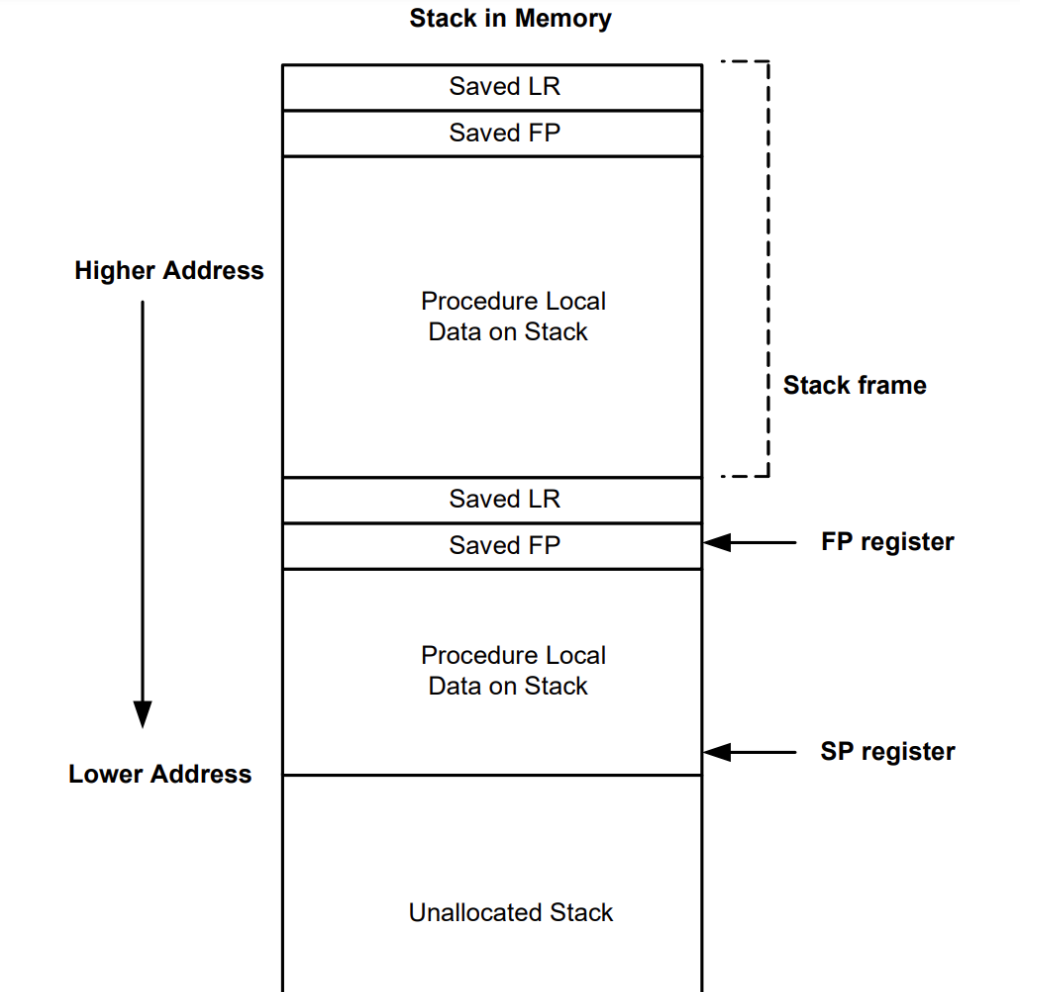 Stack in Memory
Saved LR
Saved FP
Higher Address
Procedure Local
Data on Stack
Stack frame
Saved LR
Saved FP
FP register
Procedure Local
Data on Stack
SP register
Lower Address
Unallocated Stack